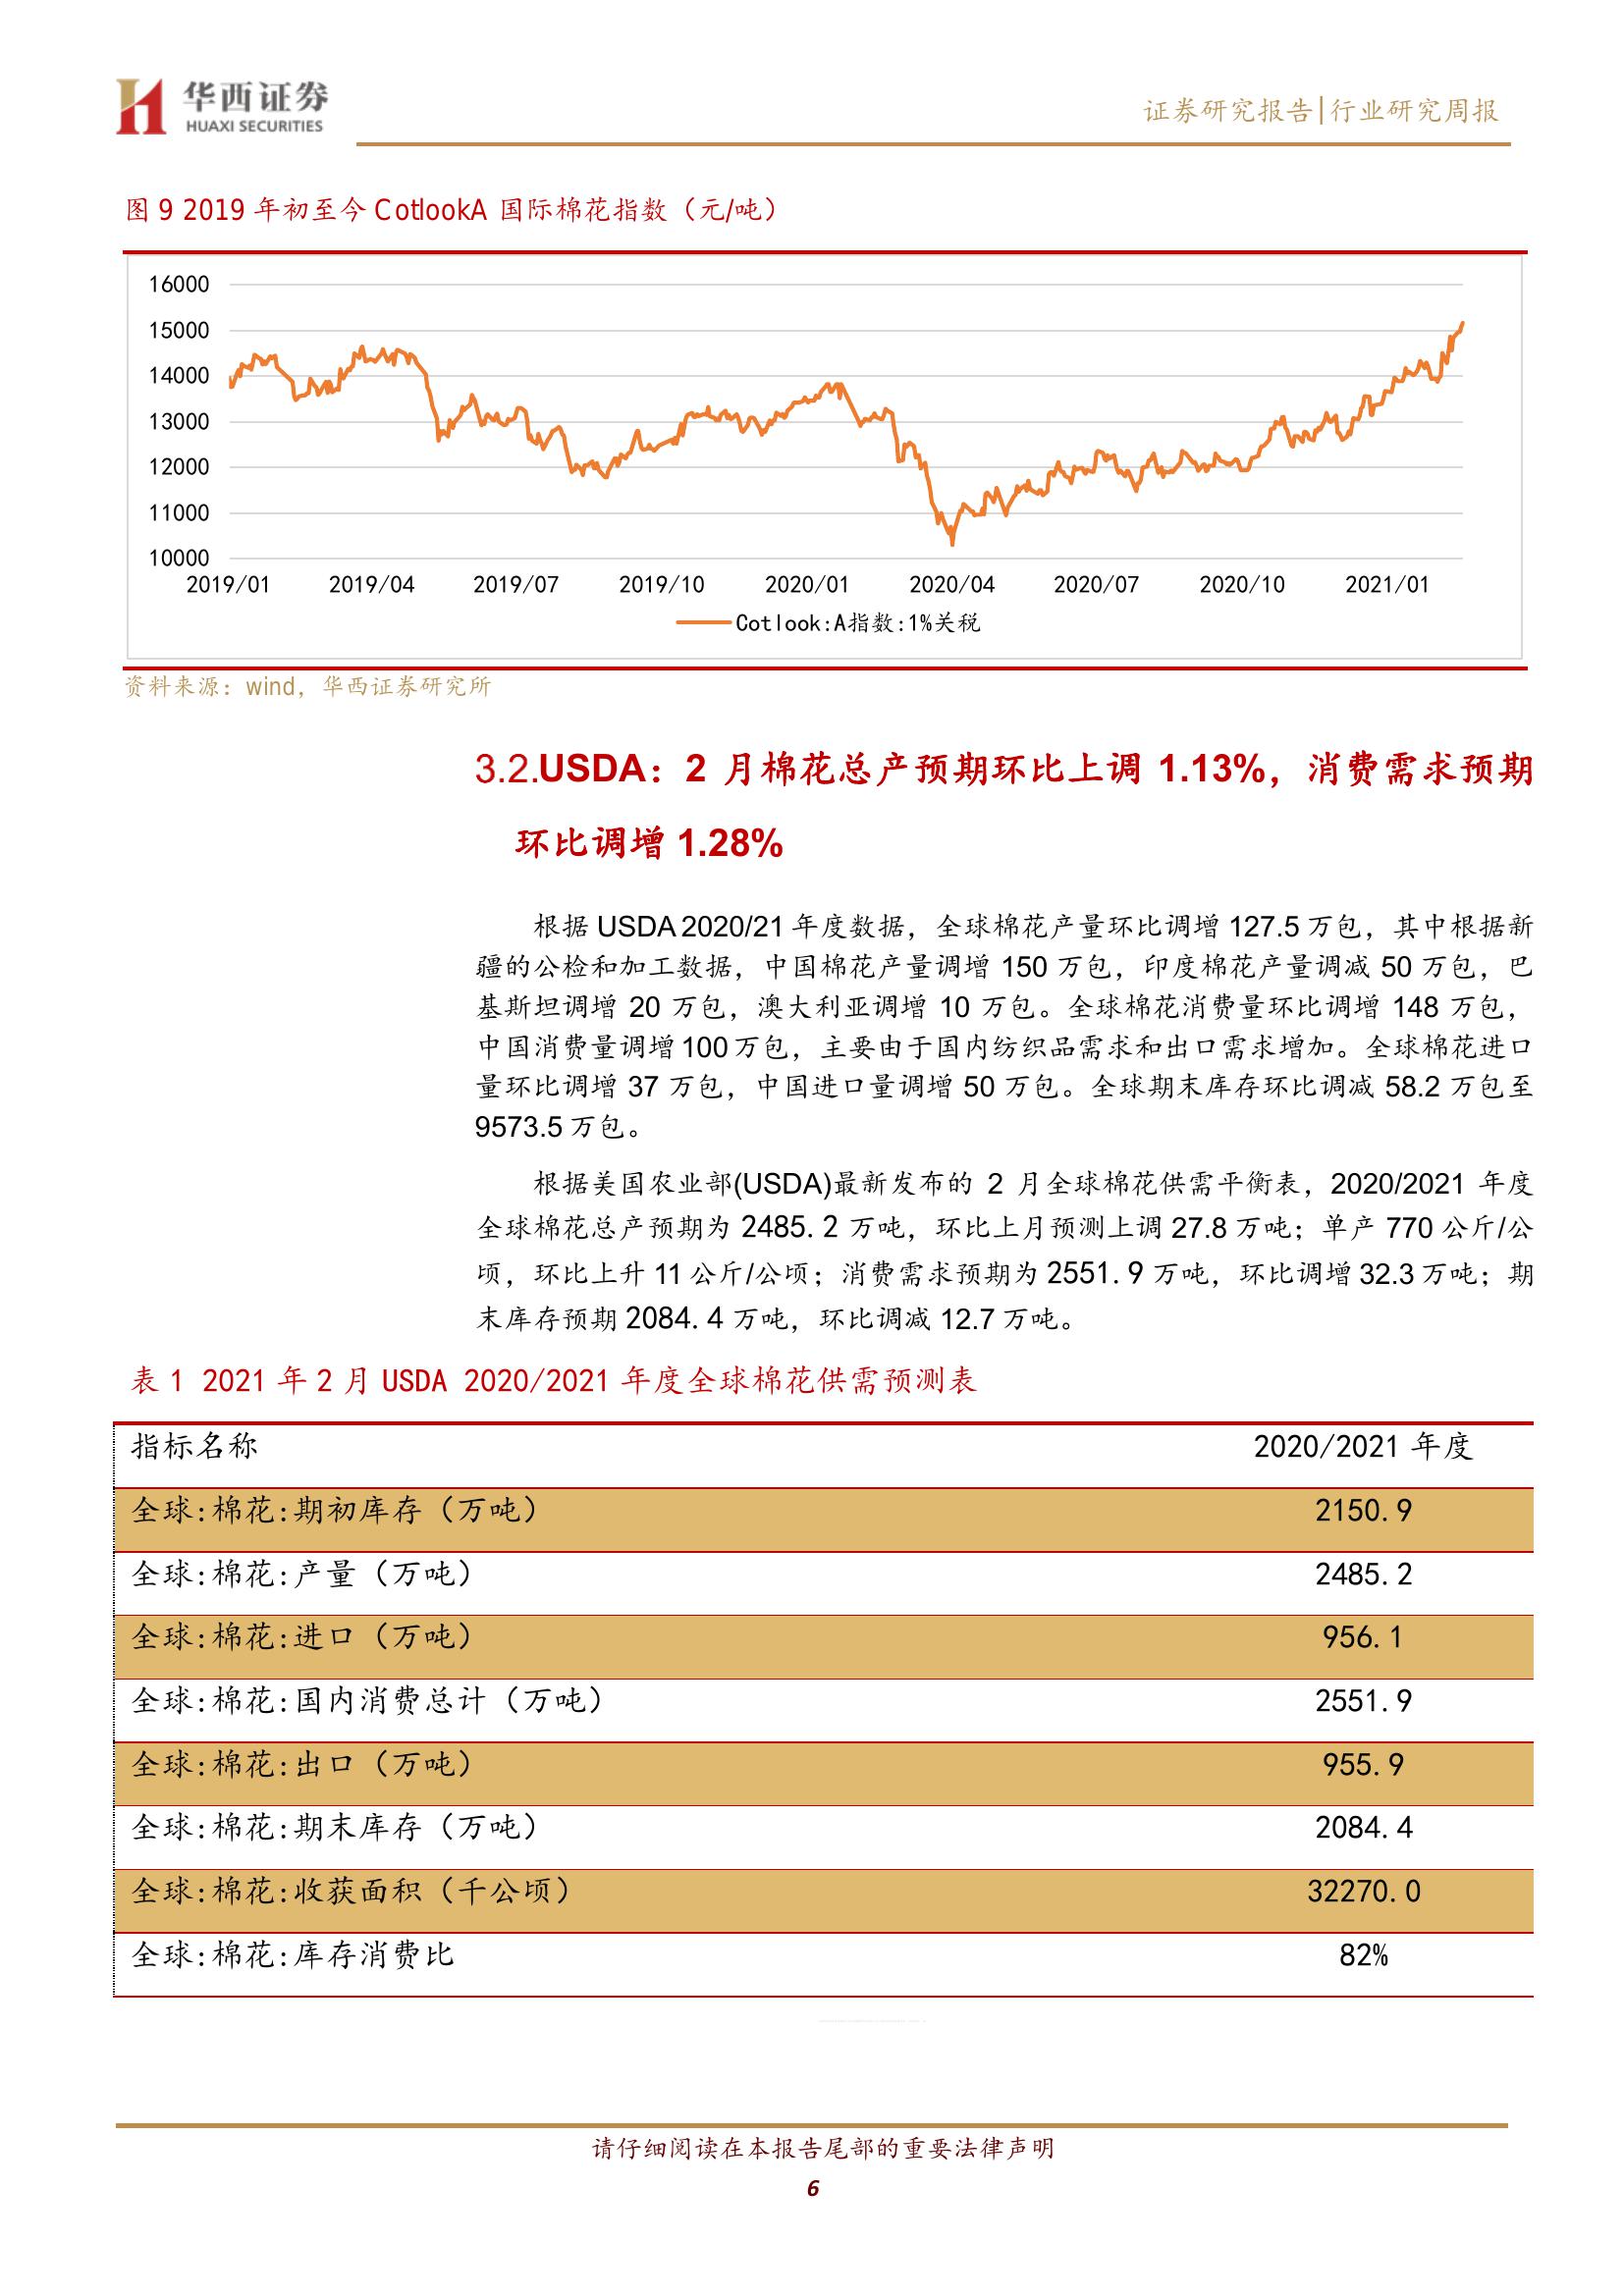 华西证券
HUAXI SECURITIES
证券研究报告|行业研究周报
图 9 2019 年初至今 CotlookA 国际棉花指数（元/吨）
16000
15000
14000
13000
12000
11000
10000
2019/01 2019/04 2019/07 2019/10 2020/01 2020/04 2020/07 2020/10 2021/01
Cotlook:A指数:1%关税
资料来源：wind，华西证券研究所
3.2.USDA：2 月棉花总产预期环比上调 1.13%，消费需求预期
环比调增 1.28%
根据 USDA 2020/21 年度数据，全球棉花产量环比调增 127.5 万包，其中根据新
疆的公检和加工数据，中国棉花产量调增 150 万包，印度棉花产量调减 50 万包，巴
基斯坦调增 20 万包，澳大利亚调增 10 万包。全球棉花消费量环比调增 148 万包，
中国消费量调增 100 万包，主要由于国内纺织品需求和出口需求增加。全球棉花进口
量环比调增 37 万包，中国进口量调增 50 万包。全球期末库存环比调减 58.2 万包至
9573.5 万包。
根据美国农业部(USDA)最新发布的 2 月全球棉花供需平衡表，2020/2021 年度
全球棉花总产预期为 2485.2 万吨，环比上月预测上调 27.8 万吨；单产 770 公斤/公
顷，环比上升 11 公斤/公顷；消费需求预期为 2551.9 万吨，环比调增 32.3 万吨；期
末库存预期 2084.4 万吨，环比调减 12.7 万吨。
表 1 2021 年 2 月 USDA 2020/2021 年度全球棉花供需预测表
指标名称 2020/2021 年度
全球:棉花:期初库存（万吨） 2150.9
全球:棉花:产量（万吨） 2485.2
全球:棉花:进口（万吨） 956.1
全球:棉花:国内消费总计（万吨） 2551.9
全球:棉花:出口（万吨） 955.9
全球:棉花:期末库存（万吨） 2084.4
全球:棉花:收获面积（千公顷） 32270.0
全球:棉花:库存消费比 82%
请仔细阅读在本报告尾部的重要法律声明
6